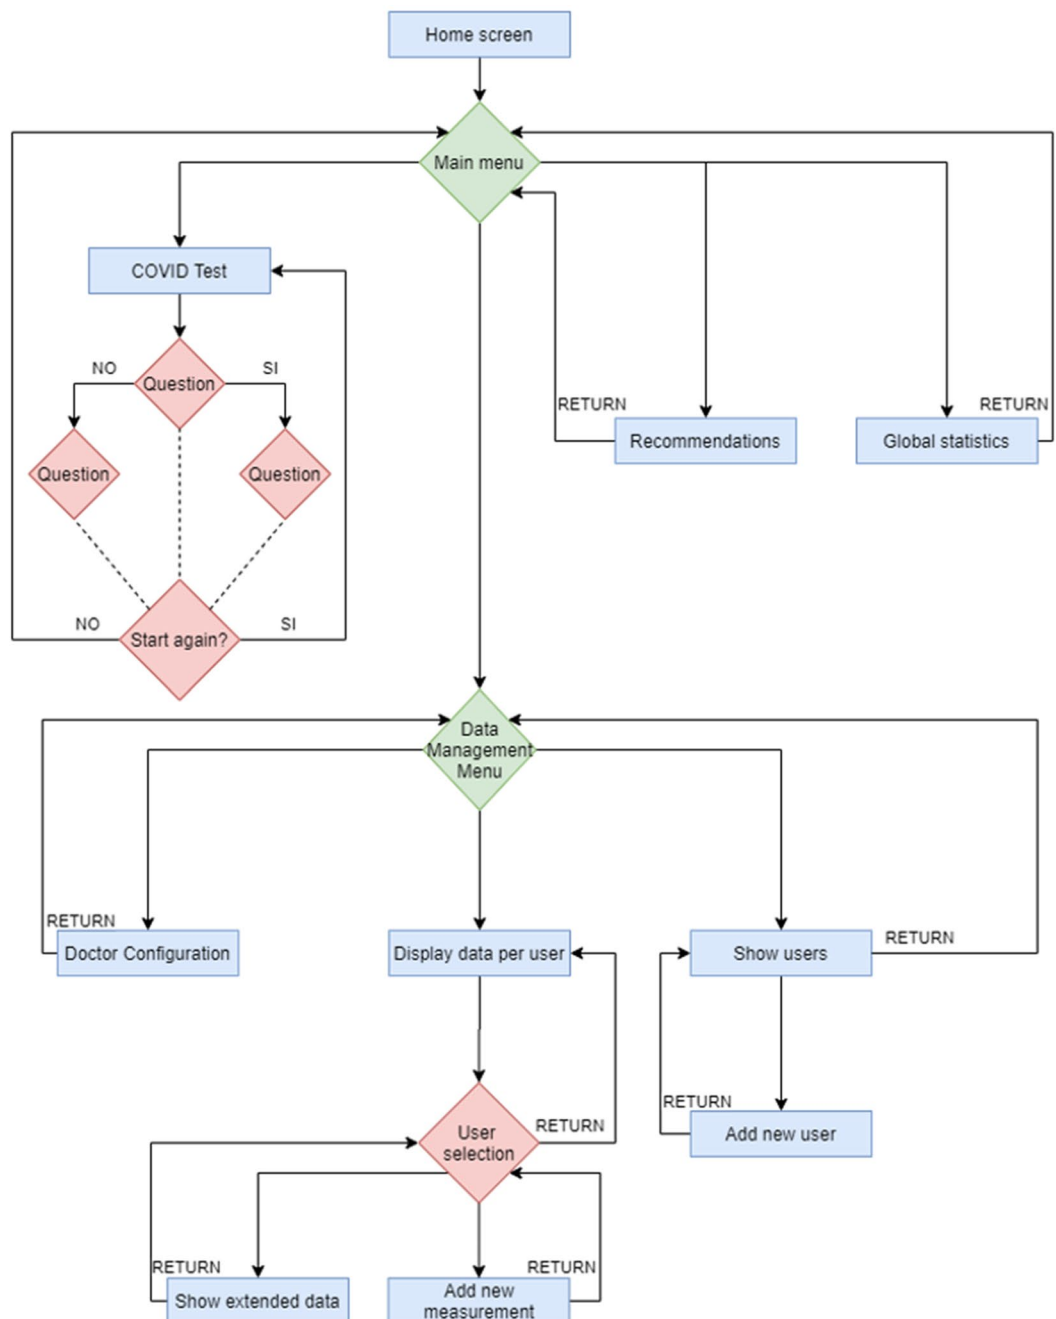 Home screen
Main menu
COVID Test
NO
SI
Question
Question
Question
RETURN
RETURN
Recommendations
Global statistics
NO
SI
Start again?
Data
Management
Menu
RETURN
RETURN
Doctor Configuration
Display data per user
Show users
RETURN
Add new user
RETURN
User
selection
RETURN
RETURN
Show extended data
Add new
measurement